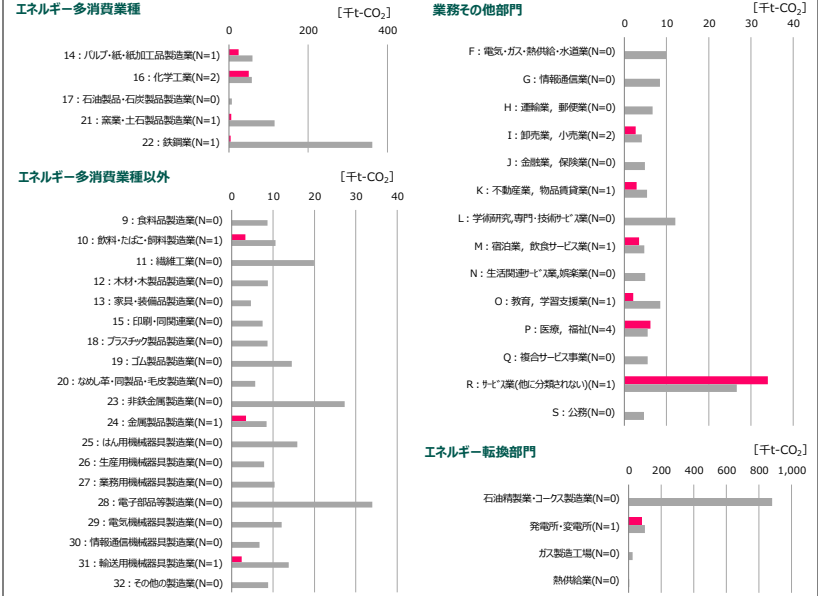 エネルギー多消費業種
[千t-CO₂]
0 200 400
14：パルプ・紙・紙加工品製造業(N=1)
16：化学工業(N=2)
17：石油製品・石炭製品製造業(N=0)
21：窯業・土石製品製造業(N=1)
22：鉄鋼業(N=1)
エネルギー多消費業種以外
[千t-CO₂]
0 10 20 30 40
9：食料品製造業(N=0)
10：飲料・たばこ・飼料製造業(N=1)
11：繊維工業(N=0)
12：木材・木製品製造業(N=0)
13：家具・装備品製造業(N=0)
15：印刷・同関連業(N=0)
18：プラスチック製品製造業(N=0)
19：ゴム製品製造業(N=0)
20：なめし革・同製品・毛皮製造業(N=0)
23：非鉄金属製造業(N=0)
24：金属製品製造業(N=1)
25：はん用機械器具製造業(N=0)
26：生産用機械器具製造業(N=0)
27：業務用機械器具製造業(N=0)
28：電子部品等製造業(N=0)
29：電気機械器具製造業(N=0)
30：情報通信機械器具製造業(N=0)
31：輸送用機械器具製造業(N=1)
32：その他の製造業(N=0)
業務その他部門
[千t-CO₂]
0 10 20 30 40
F：電気・ガス・熱供給・水道業(N=0)
G：情報通信業(N=0)
H：運輸業，郵便業(N=0)
I：卸売業，小売業(N=2)
J：金融業，保険業(N=0)
K：不動産業，物品賃貸業(N=1)
L：学術研究,専門・技術サービス業(N=0)
M：宿泊業，飲食サービス業(N=1)
N：生活関連サービス業,娯楽業(N=0)
O：教育，学習支援業(N=1)
P：医療，福祉(N=4)
Q：複合サービス事業(N=0)
R：サービス業(他に分類されない)(N=1)
S：公務(N=0)
エネルギー転換部門
[千t-CO₂]
0 200 400 600 800 1,000
石油精製業・コークス製造業(N=0)
発電所・変電所(N=1)
ガス製造工場(N=0)
熱供給業(N=0)